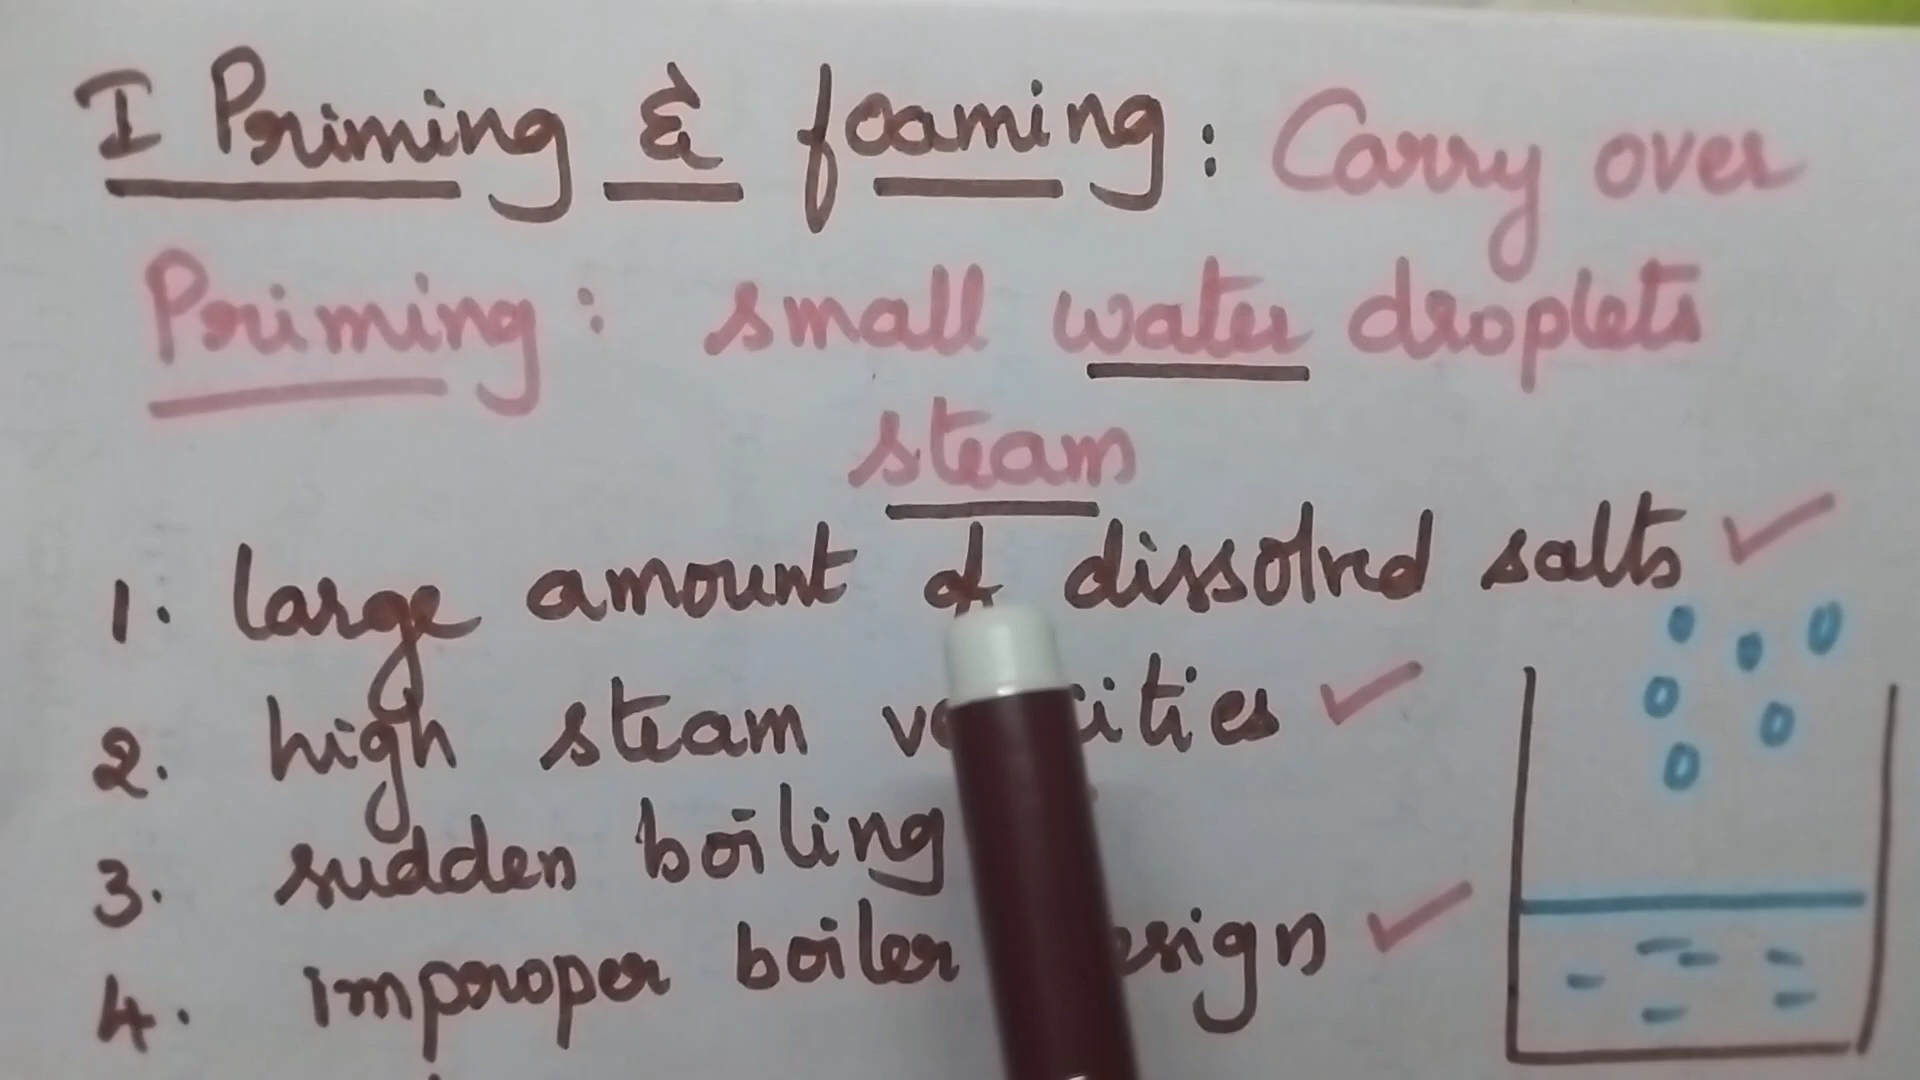 I Priming & foaming: Carry over
Priming: small water droplets
steam
1. large amount of dissolved salts
2. high steam
3. sudden boiling
4. improper boiler